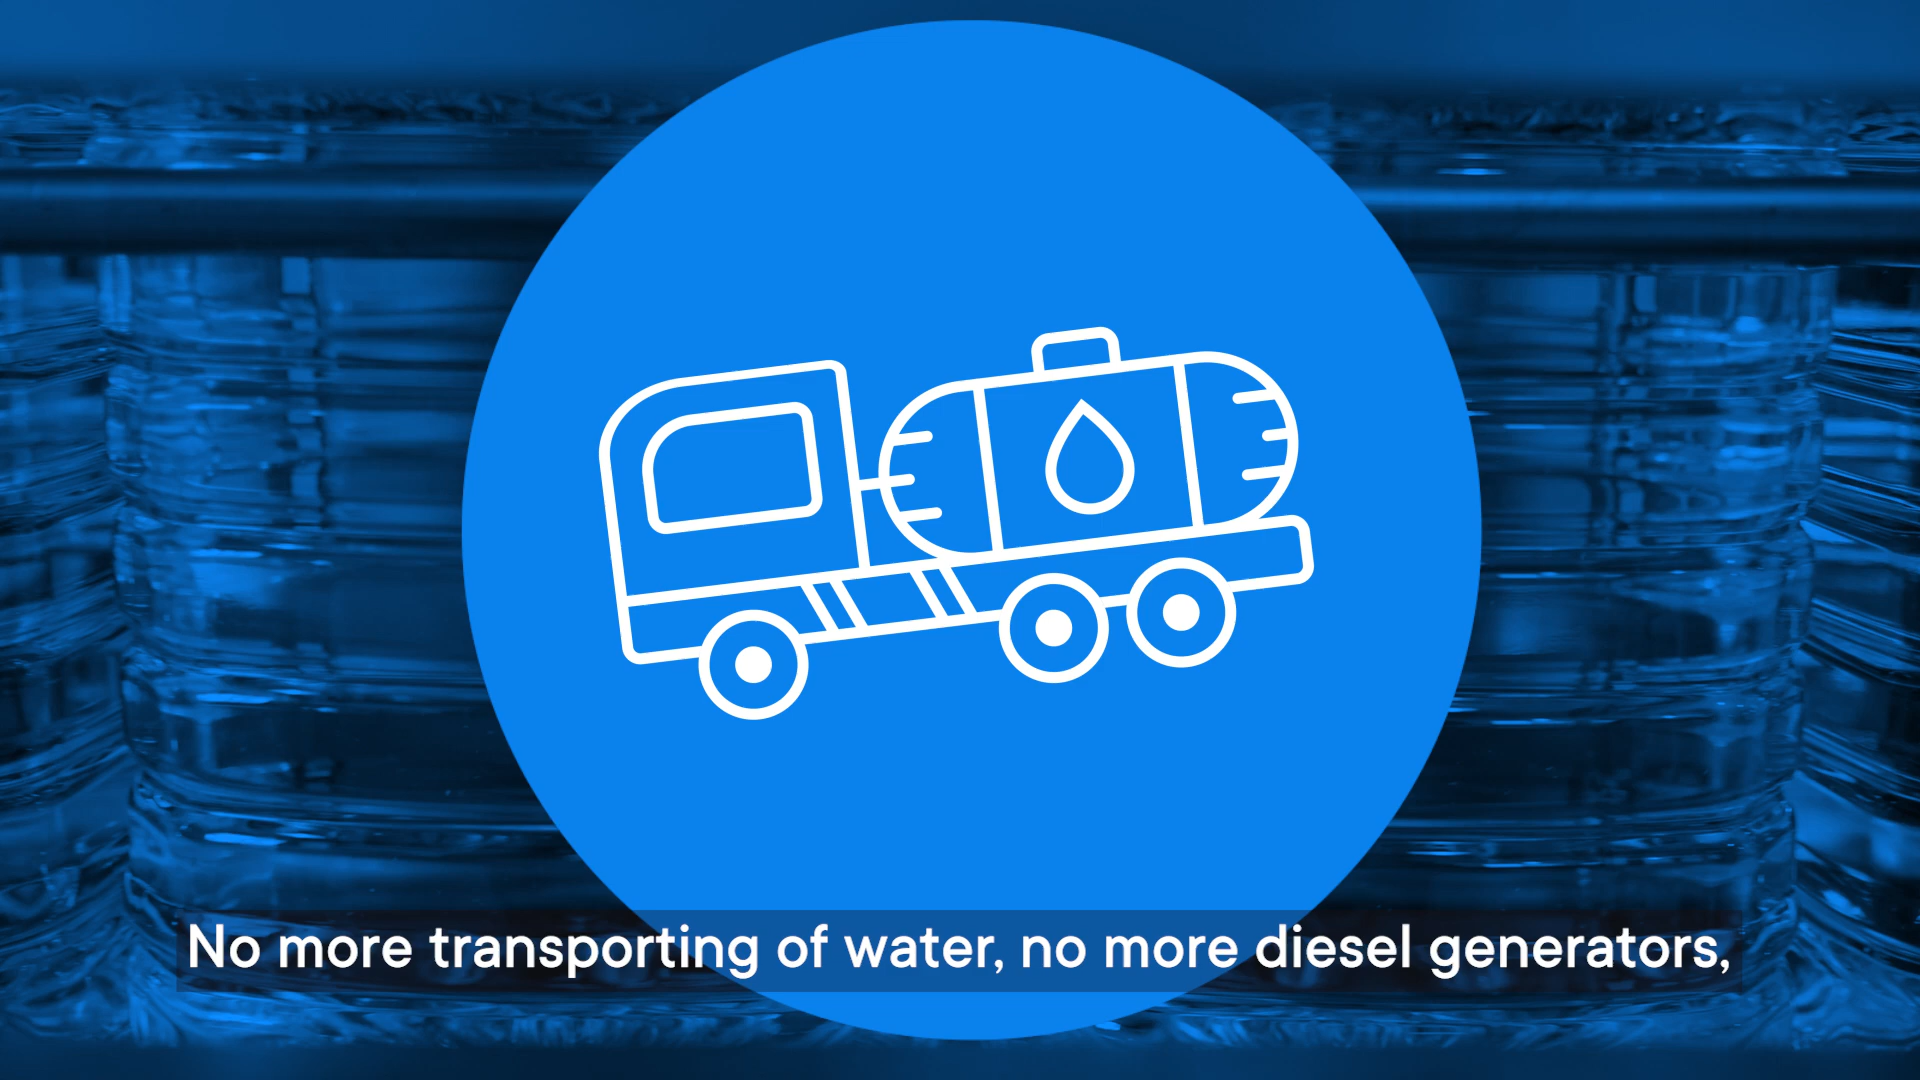 No more transporting of water, no more diesel generators,